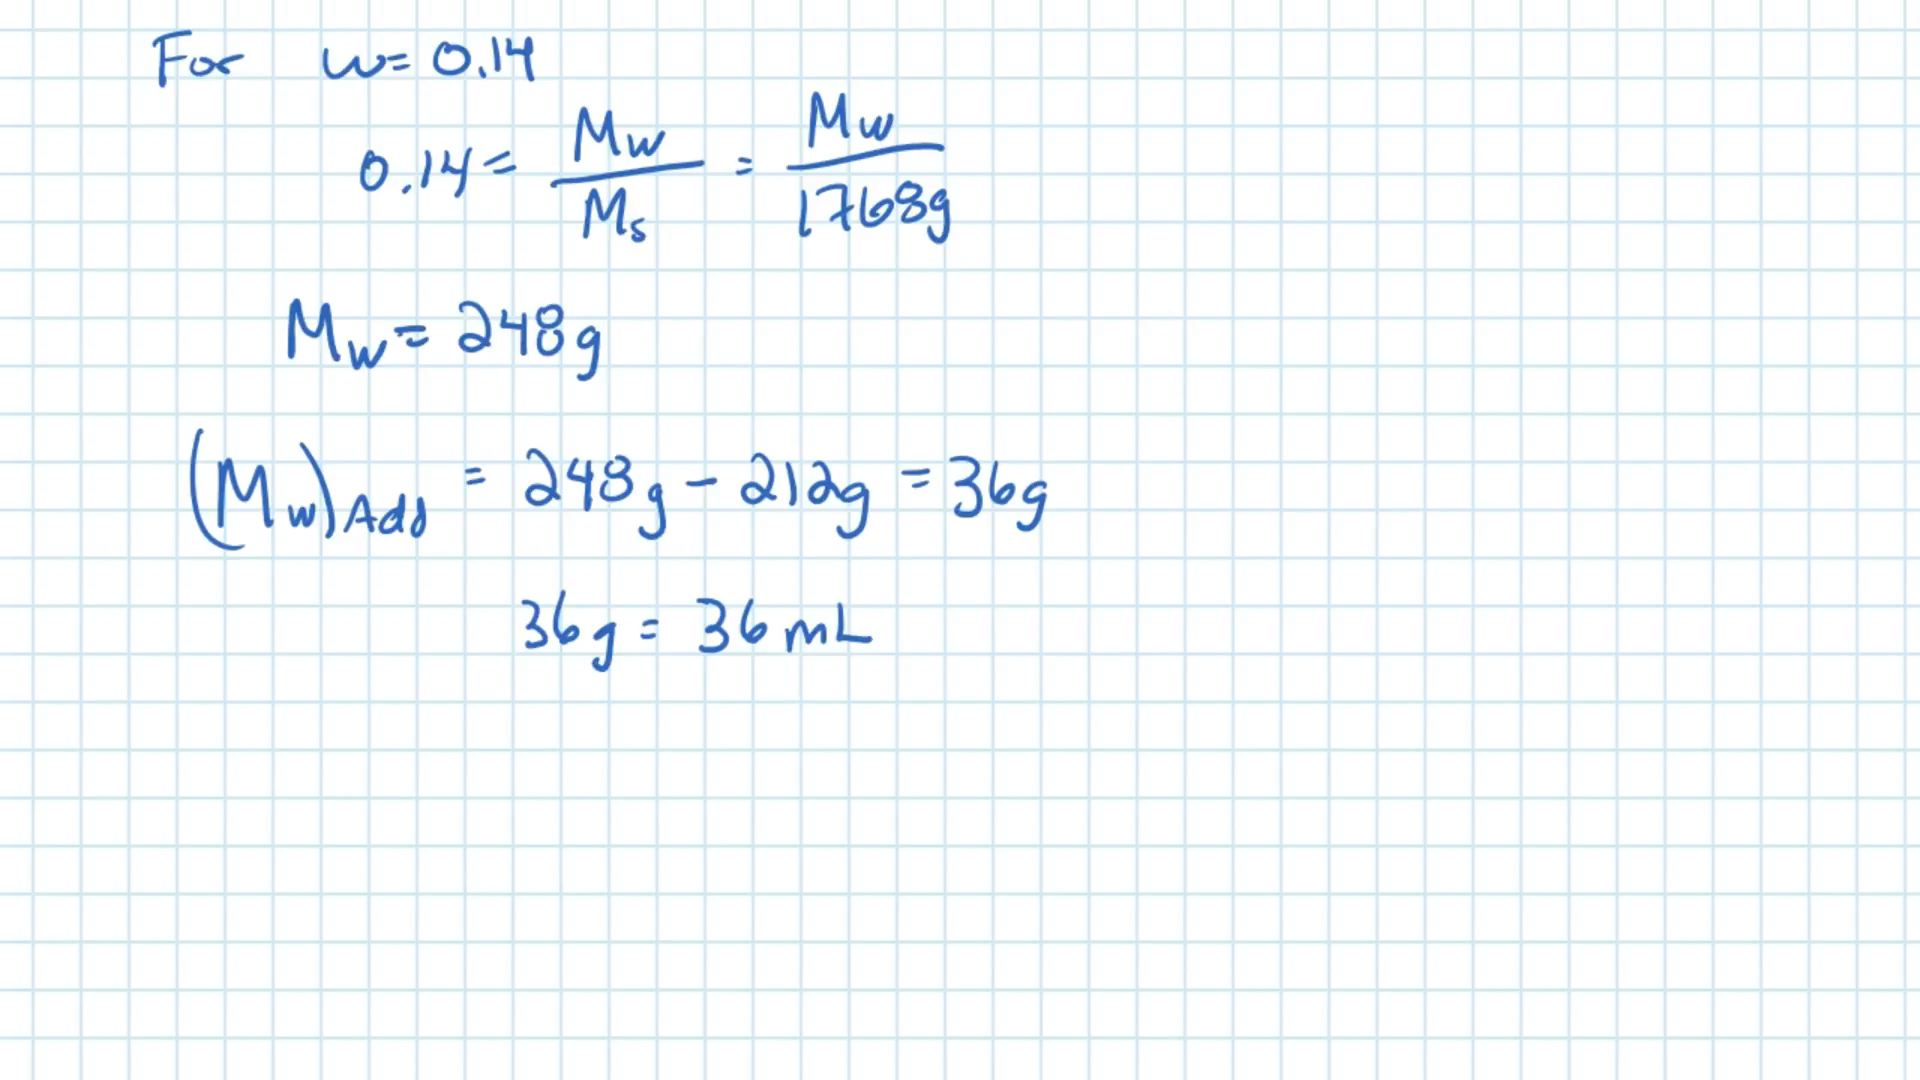 For w= 0.14
0.14 = Mw/Ms = Mw/1768g
Mw = 248g
(Mw)Add = 248g - 212g = 36g
36g = 36mL